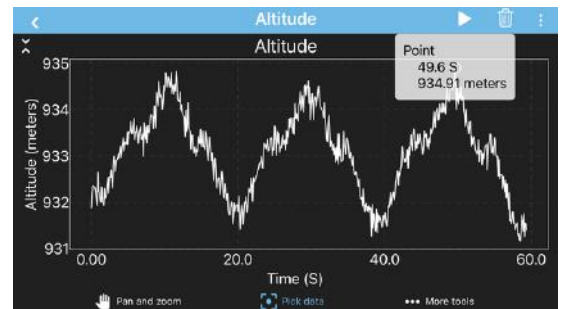 Altitude
Altitude
Point
49.6 S
934.91 meters
935
934
933
932
931
Altitude (meters)
0.00
20.0
40.0
60.0
Time (S)
Pan and zoom
Pick data
More tools